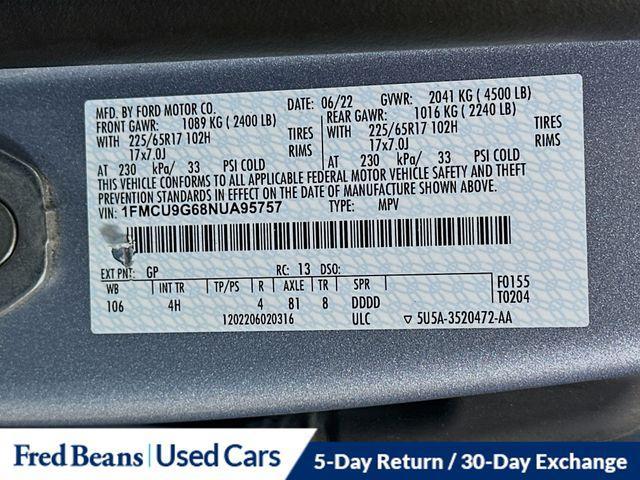 MFD. BY FORD MOTOR CO. DATE: 06/22 GVWR: 2041 KG ( 4500 LB)
FRONT GAWR: 1089 KG ( 2400 LB) REAR GAWR: 1016 KG ( 2240 LB)
WITH 225/65R17 102H TIRES WITH 225/65R17 102H TIRES
17x7.0J RIMS 17x7.0J RIMS
AT 230 kPa/ 33 PSI COLD AT 230 kPa/ 33 PSI COLD
THIS VEHICLE CONFORMS TO ALL APPLICABLE FEDERAL MOTOR VEHICLE SAFETY AND THEFT
PREVENTION STANDARDS IN EFFECT ON THE DATE OF MANUFACTURE SHOWN ABOVE.
VIN: 1FMCU9G68NUA95757 TYPE: MPV
EXT PNT: GP RC: 13 DSO:
WB INT TR TP/PS R AXLE TR SPR F0155
106 4H 4 81 8 DDDD T0204
1202206020316 ULC ▽ 5U5A-3520472-AA
Fred Beans Used Cars 5-Day Return / 30-Day Exchange